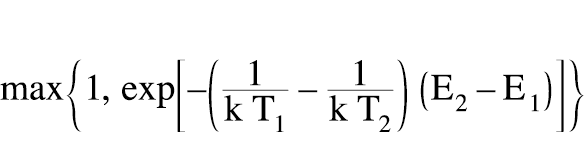 max{1, exp[−(1/(k T₁) − 1/(k T₂)) (E₂ − E₁)]}